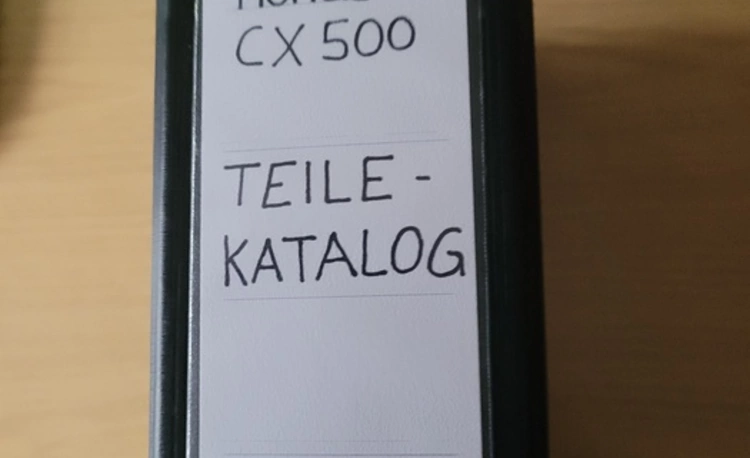 CX 500
TEILE -
KATALOG